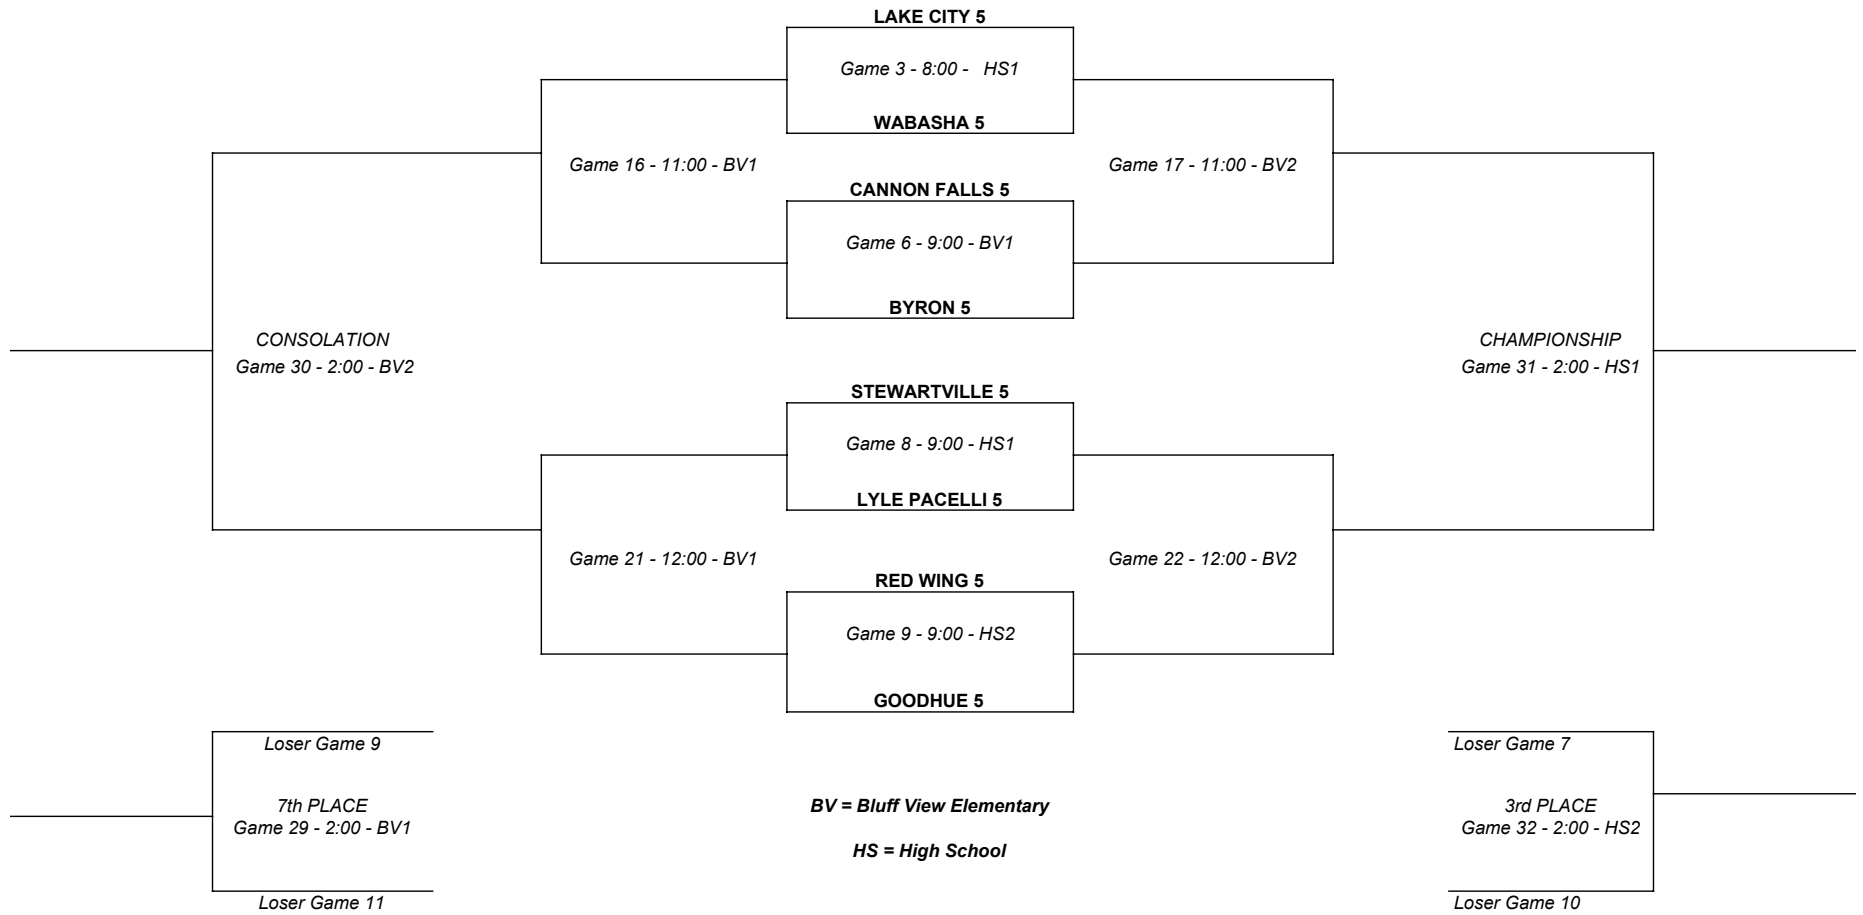 LAKE CITY 5
Game 3 - 8:00 -   HS1
WABASHA 5
Game 16 - 11:00 - BV1
Game 17 - 11:00 - BV2
CANNON FALLS 5
Game 6 - 9:00 - BV1
BYRON 5
CONSOLATION
Game 30 - 2:00 - BV2
CHAMPIONSHIP
Game 31 - 2:00 - HS1
STEWARTVILLE 5
Game 8 - 9:00 - HS1
LYLE PACELLI 5
Game 21 - 12:00 - BV1
Game 22 - 12:00 - BV2
RED WING 5
Game 9 - 9:00 - HS2
GOODHUE 5
Loser Game 9
7th PLACE
Game 29 - 2:00 - BV1
Loser Game 11
BV = Bluff View Elementary
HS = High School
Loser Game 7
3rd PLACE
Game 32 - 2:00 - HS2
Loser Game 10